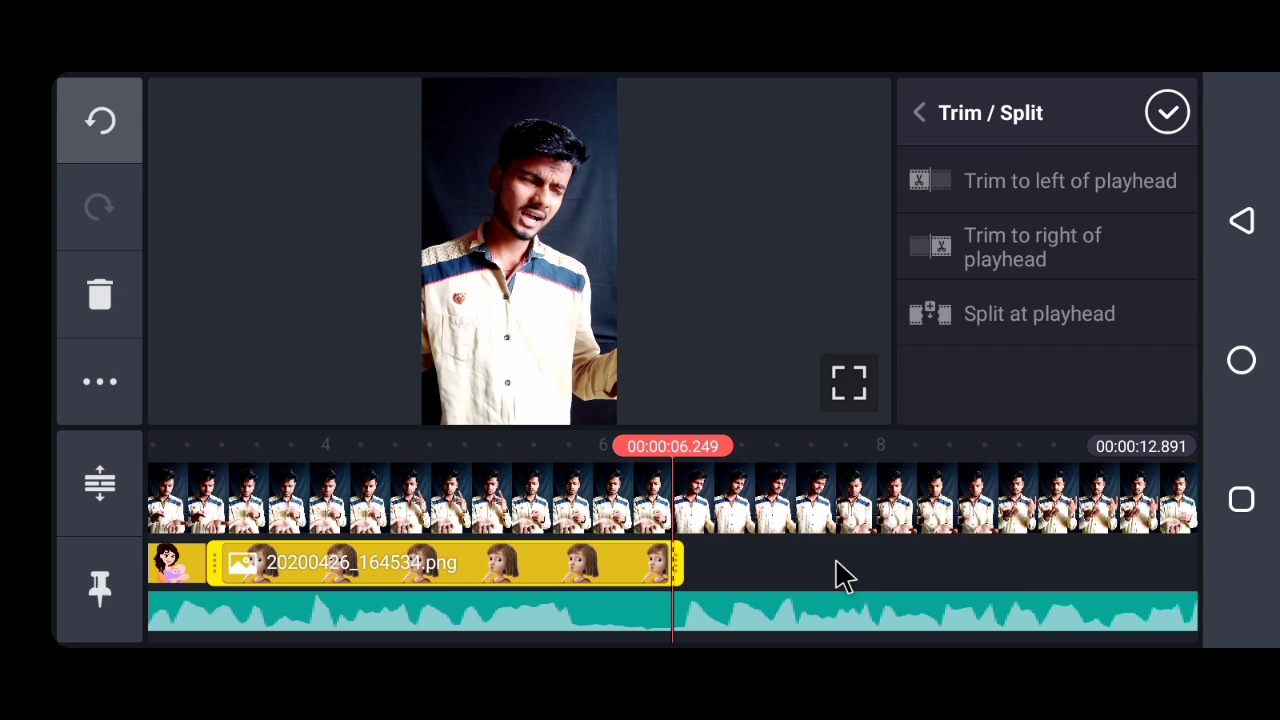 Trim / Split
Trim to left of playhead
Trim to right of
playhead
Split at playhead
4
6
00:00:06.249
8
00:00:12.891
20200426_164534.png